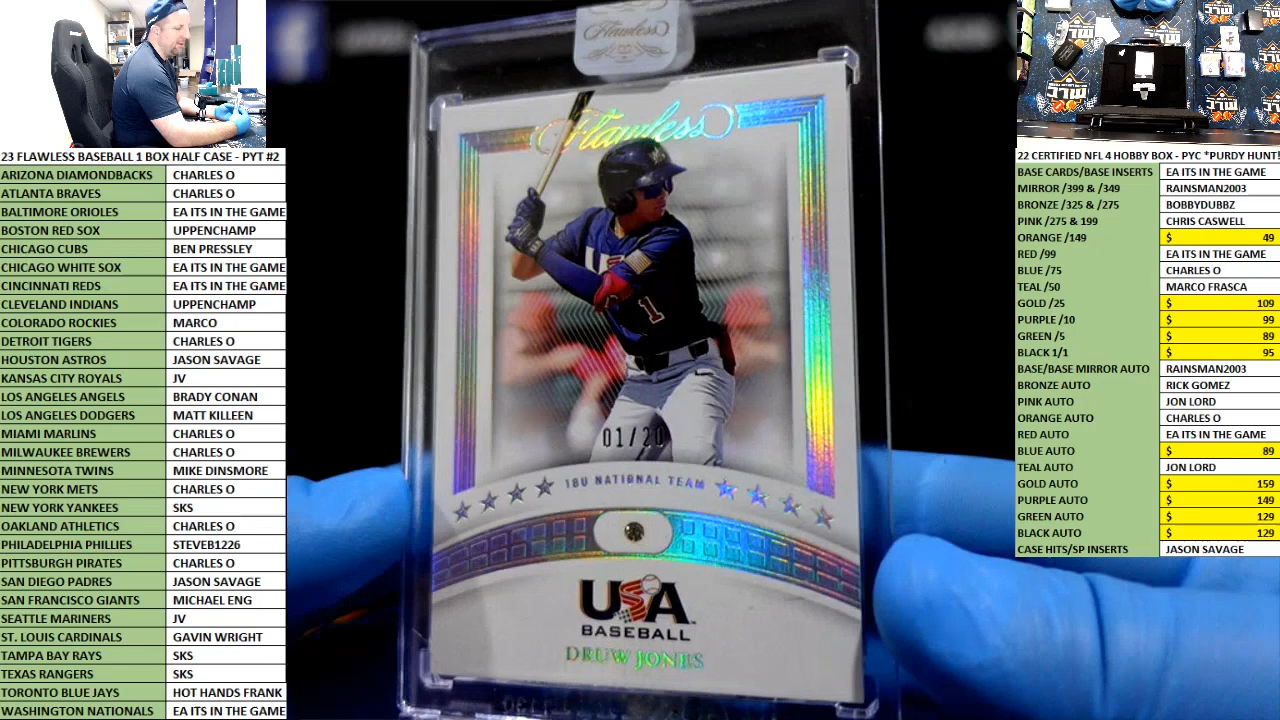 23 FLAWLESS BASEBALL 1 BOX HALF CASE - PYT #2
ARIZONA DIAMONDBACKS CHARLES O
ATLANTA BRAVES CHARLES O
BALTIMORE ORIOLES EA ITS IN THE GAME
BOSTON RED SOX UPPENCHAMP
CHICAGO CUBS BEN PRESSLEY
CHICAGO WHITE SOX EA ITS IN THE GAME
CINCINNATI REDS EA ITS IN THE GAME
CLEVELAND INDIANS UPPENCHAMP
COLORADO ROCKIES MARCO
DETROIT TIGERS CHARLES O
HOUSTON ASTROS JASON SAVAGE
KANSAS CITY ROYALS JV
LOS ANGELES ANGELS BRADY CONAN
LOS ANGELES DODGERS MATT KILLEEN
MIAMI MARLINS CHARLES O
MILWAUKEE BREWERS CHARLES O
MINNESOTA TWINS MIKE DINSMORE
NEW YORK METS CHARLES O
NEW YORK YANKEES SKS
OAKLAND ATHLETICS CHARLES O
PHILADELPHIA PHILLIES STEVEB1226
PITTSBURGH PIRATES CHARLES O
SAN DIEGO PADRES JASON SAVAGE
SAN FRANCISCO GIANTS MICHAEL ENG
SEATTLE MARINERS JV
ST. LOUIS CARDINALS GAVIN WRIGHT
TAMPA BAY RAYS SKS
TEXAS RANGERS SKS
TORONTO BLUE JAYS HOT HANDS FRANK
WASHINGTON NATIONALS EA ITS IN THE GAME
Flawless
Flawless
1
01/20
18U NATIONAL TEAM
USA
BASEBALL
DRUW JONES
22 CERTIFIED NFL 4 HOBBY BOX - PYC *PURDY HUNT!
BASE CARDS/BASE INSERTS EA ITS IN THE GAME
MIRROR /399 & /349 RAINSMAN2003
BRONZE /325 & /275 BOBBYDUBBZ
PINK /275 & 199 CHRIS CASWELL
ORANGE /149 $ 49
RED /99 EA ITS IN THE GAME
BLUE /75 CHARLES O
TEAL /50 MARCO FRASCA
GOLD /25 $ 109
PURPLE /10 $ 99
GREEN /5 $ 89
BLACK 1/1 $ 95
BASE/BASE MIRROR AUTO RAINSMAN2003
BRONZE AUTO RICK GOMEZ
PINK AUTO JON LORD
ORANGE AUTO CHARLES O
RED AUTO EA ITS IN THE GAME
BLUE AUTO $ 89
TEAL AUTO JON LORD
GOLD AUTO $ 159
PURPLE AUTO $ 149
GREEN AUTO $ 129
BLACK AUTO $ 129
CASE HITS/SP INSERTS JASON SAVAGE